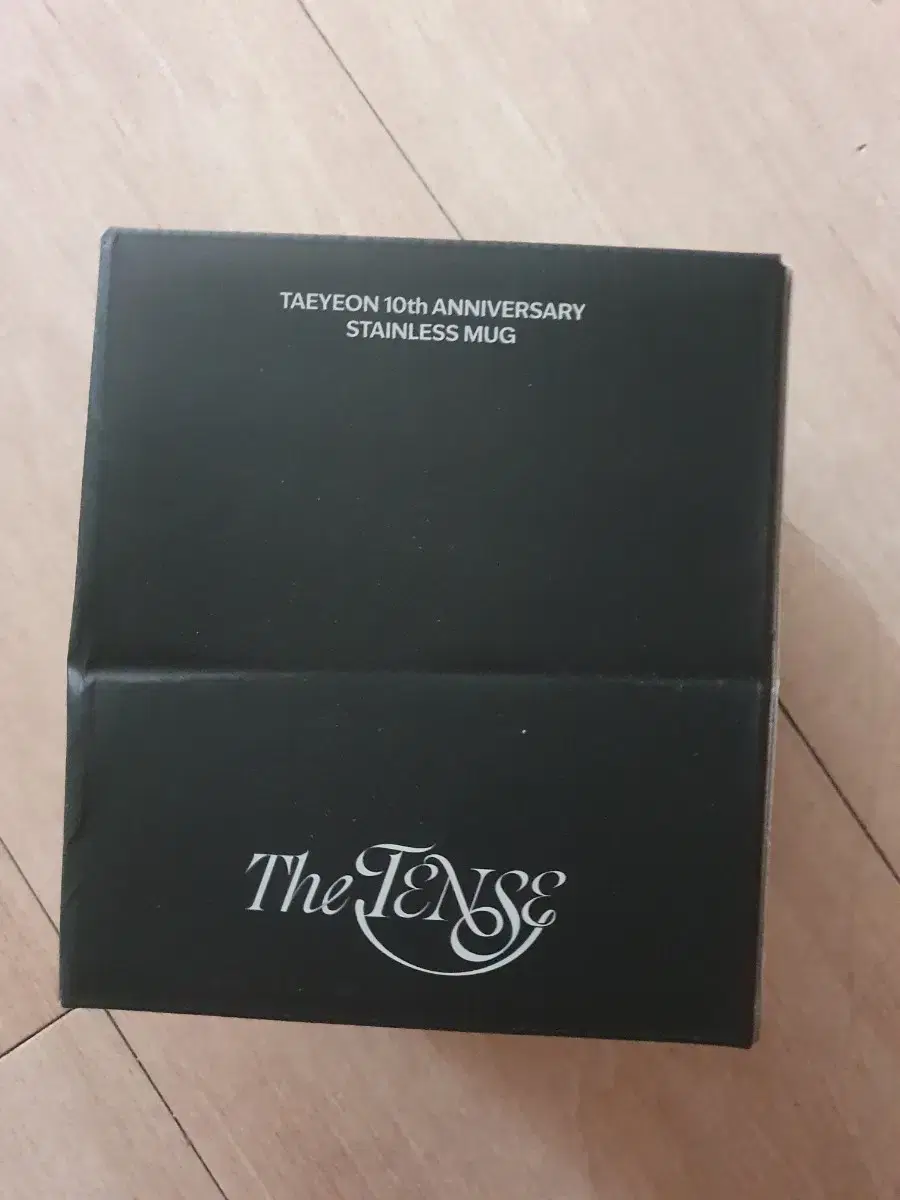 TAEYEON 10th ANNIVERSARY
STAINLESS MUG
The TENSE